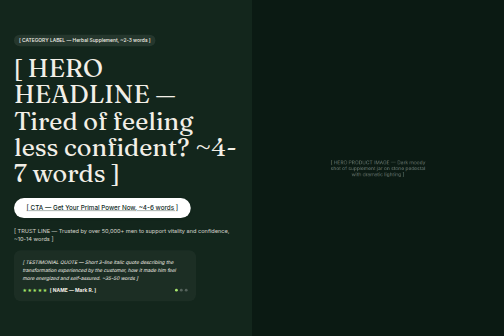 [ CATEGORY LABEL — Herbal Supplement, ~2-3 words ]
[ HERO
HEADLINE —
Tired of feeling
less confident? ~4-
7 words ]
[ CTA — Get Your Primal Power Now, ~4-6 words ]
[ TRUST LINE — Trusted by over 50,000+ men to support vitality and confidence,
~10-14 words ]
[ TESTIMONIAL QUOTE — Short 3-line italic quote describing the
transformation experienced by the customer, how it made him feel
more energized and self-assured. ~35-50 words ]
★★★★★ [ NAME — Mark R. ]
[ HERO PRODUCT IMAGE — Dark moody
shot of supplement jar on stone pedestal
with dramatic lighting ]